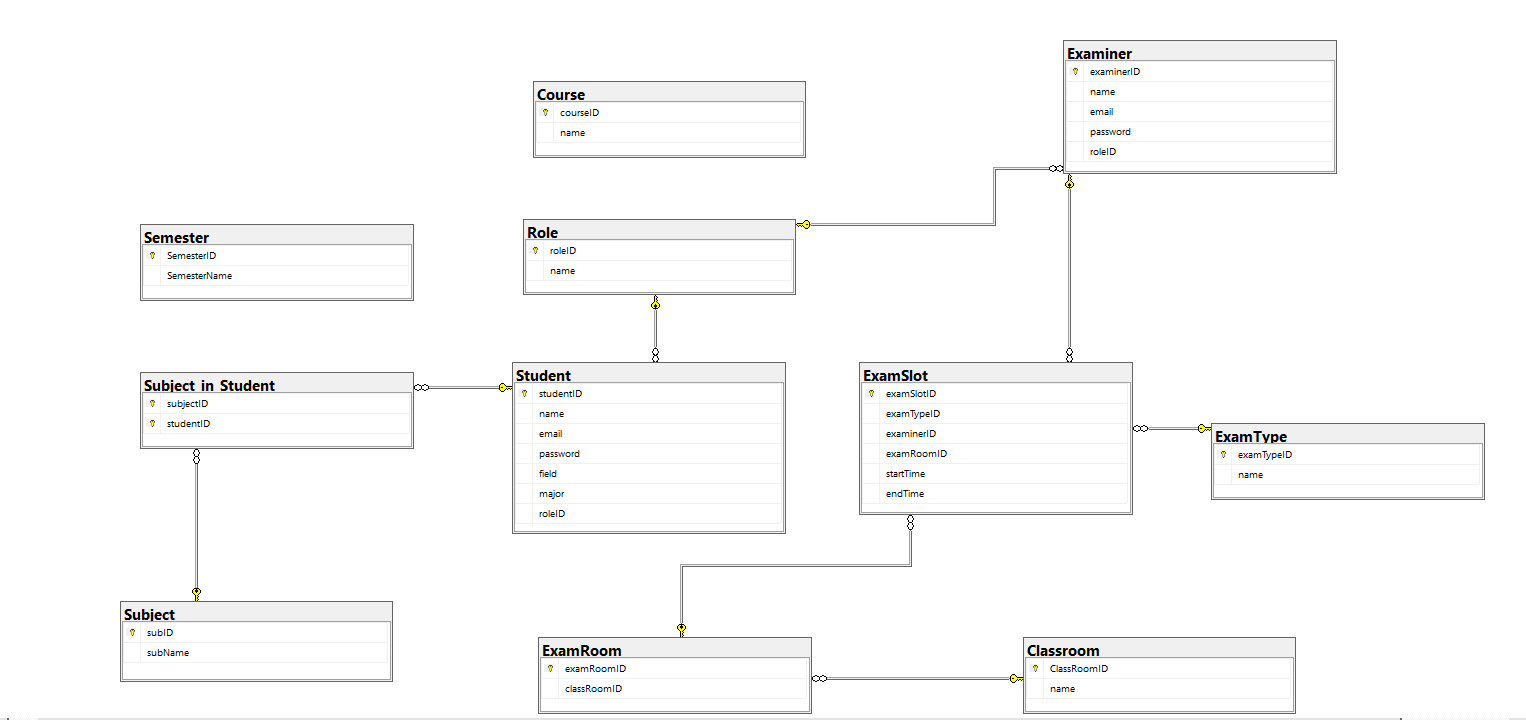 Examiner
examinerID
name
email
password
roleID
Course
courseID
name
Role
roleID
name
Semester
SemesterID
SemesterName
Subject_in_Student
subjectID
studentID
Student
studentID
name
email
password
field
major
roleID
ExamSlot
examSlotID
examTypeID
examinerID
examRoomID
startTime
endTime
ExamType
examTypeID
name
Subject
subID
subName
ExamRoom
examRoomID
classRoomID
Classroom
ClassRoomID
name